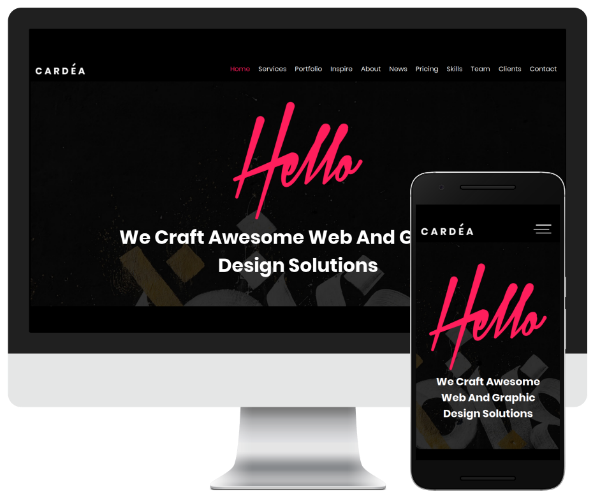 CARDÉA
Home Services Portfolio Inspire About News Pricing Skills Team Clients Contact
Hello
We Craft Awesome Web And G
Design Solutions
CARDÉA
Hello
We Craft Awesome
Web And Graphic
Design Solutions